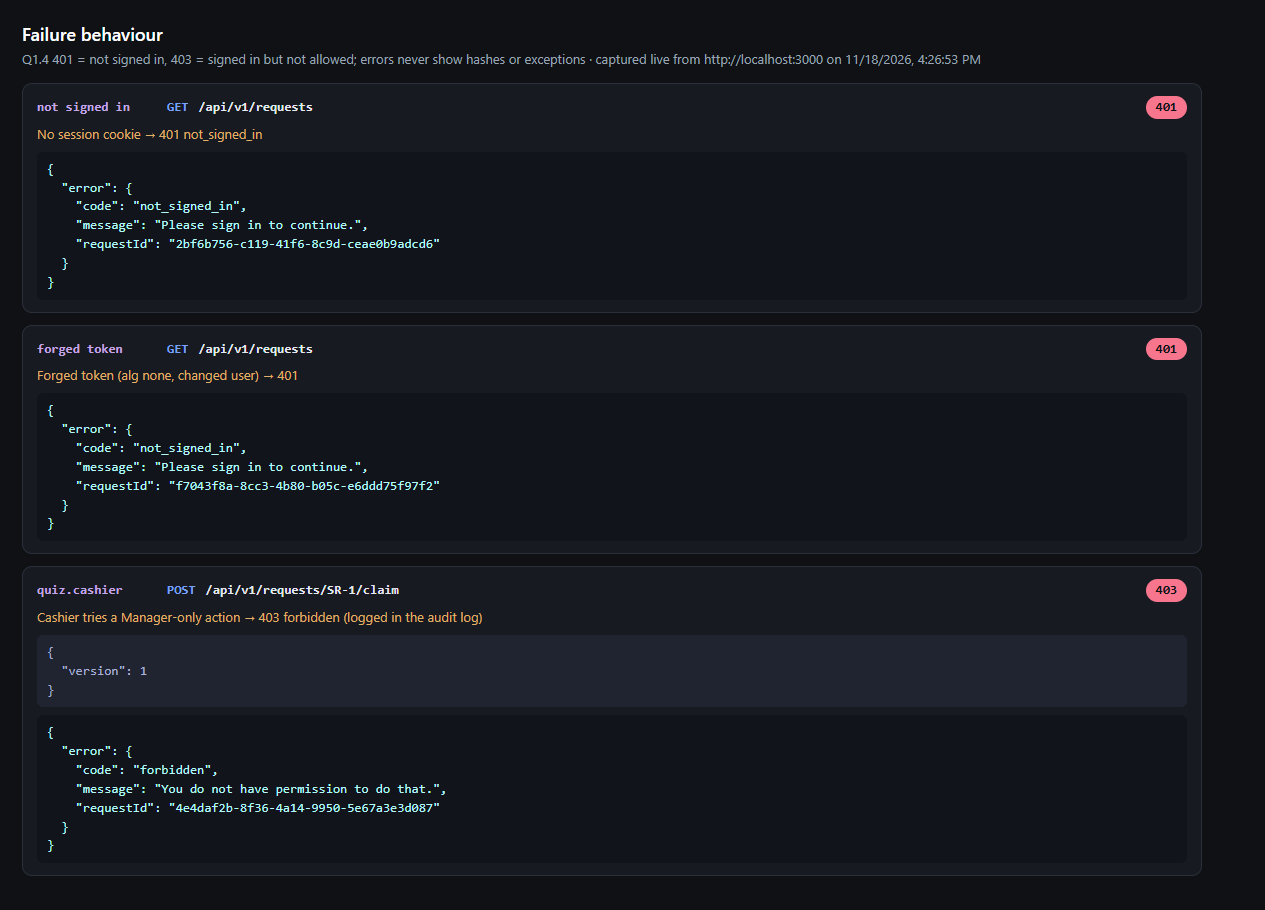 Failure behaviour
Q1.4 401 = not signed in, 403 = signed in but not allowed; errors never show hashes or exceptions · captured live from http://localhost:3000 on 11/18/2026, 4:26:53 PM
not signed in GET /api/v1/requests 401
No session cookie → 401 not_signed_in
{
  "error": {
    "code": "not_signed_in",
    "message": "Please sign in to continue.",
    "requestId": "2bf6b756-c119-41f6-8c9d-ceae0b9adcd6"
  }
}
forged token GET /api/v1/requests 401
Forged token (alg none, changed user) → 401
{
  "error": {
    "code": "not_signed_in",
    "message": "Please sign in to continue.",
    "requestId": "f7043f8a-8cc3-4b80-b05c-e6ddd75f97f2"
  }
}
quiz.cashier POST /api/v1/requests/SR-1/claim 403
Cashier tries a Manager-only action → 403 forbidden (logged in the audit log)
{
  "version": 1
}
{
  "error": {
    "code": "forbidden",
    "message": "You do not have permission to do that.",
    "requestId": "4e4daf2b-8f36-4a14-9950-5e67a3e3d087"
  }
}